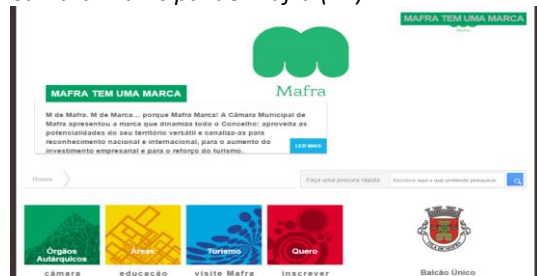 MAFRA TEM UMA MARCA
Mafra
MAFRA TEM UMA MARCA
M de Mafra. M de Marca... porque Mafra Marca! A Câmara Municipal de
Mafra apresentou a marca que dinamiza todo o Concelho: aproveita as
potencialidades do seu território versátil e canaliza-as para
reconhecimento nacional e internacional, para o aumento do
investimento empresarial e para o reforço do turismo.
LER MAIS
Home
Faça uma procura rápida
Escreva aqui o que pretende pesquisar
Órgãos
Autárquicos
Áreas
Turismo
Quero
câmara
educação
visite Mafra
inscrever
Balcão Único